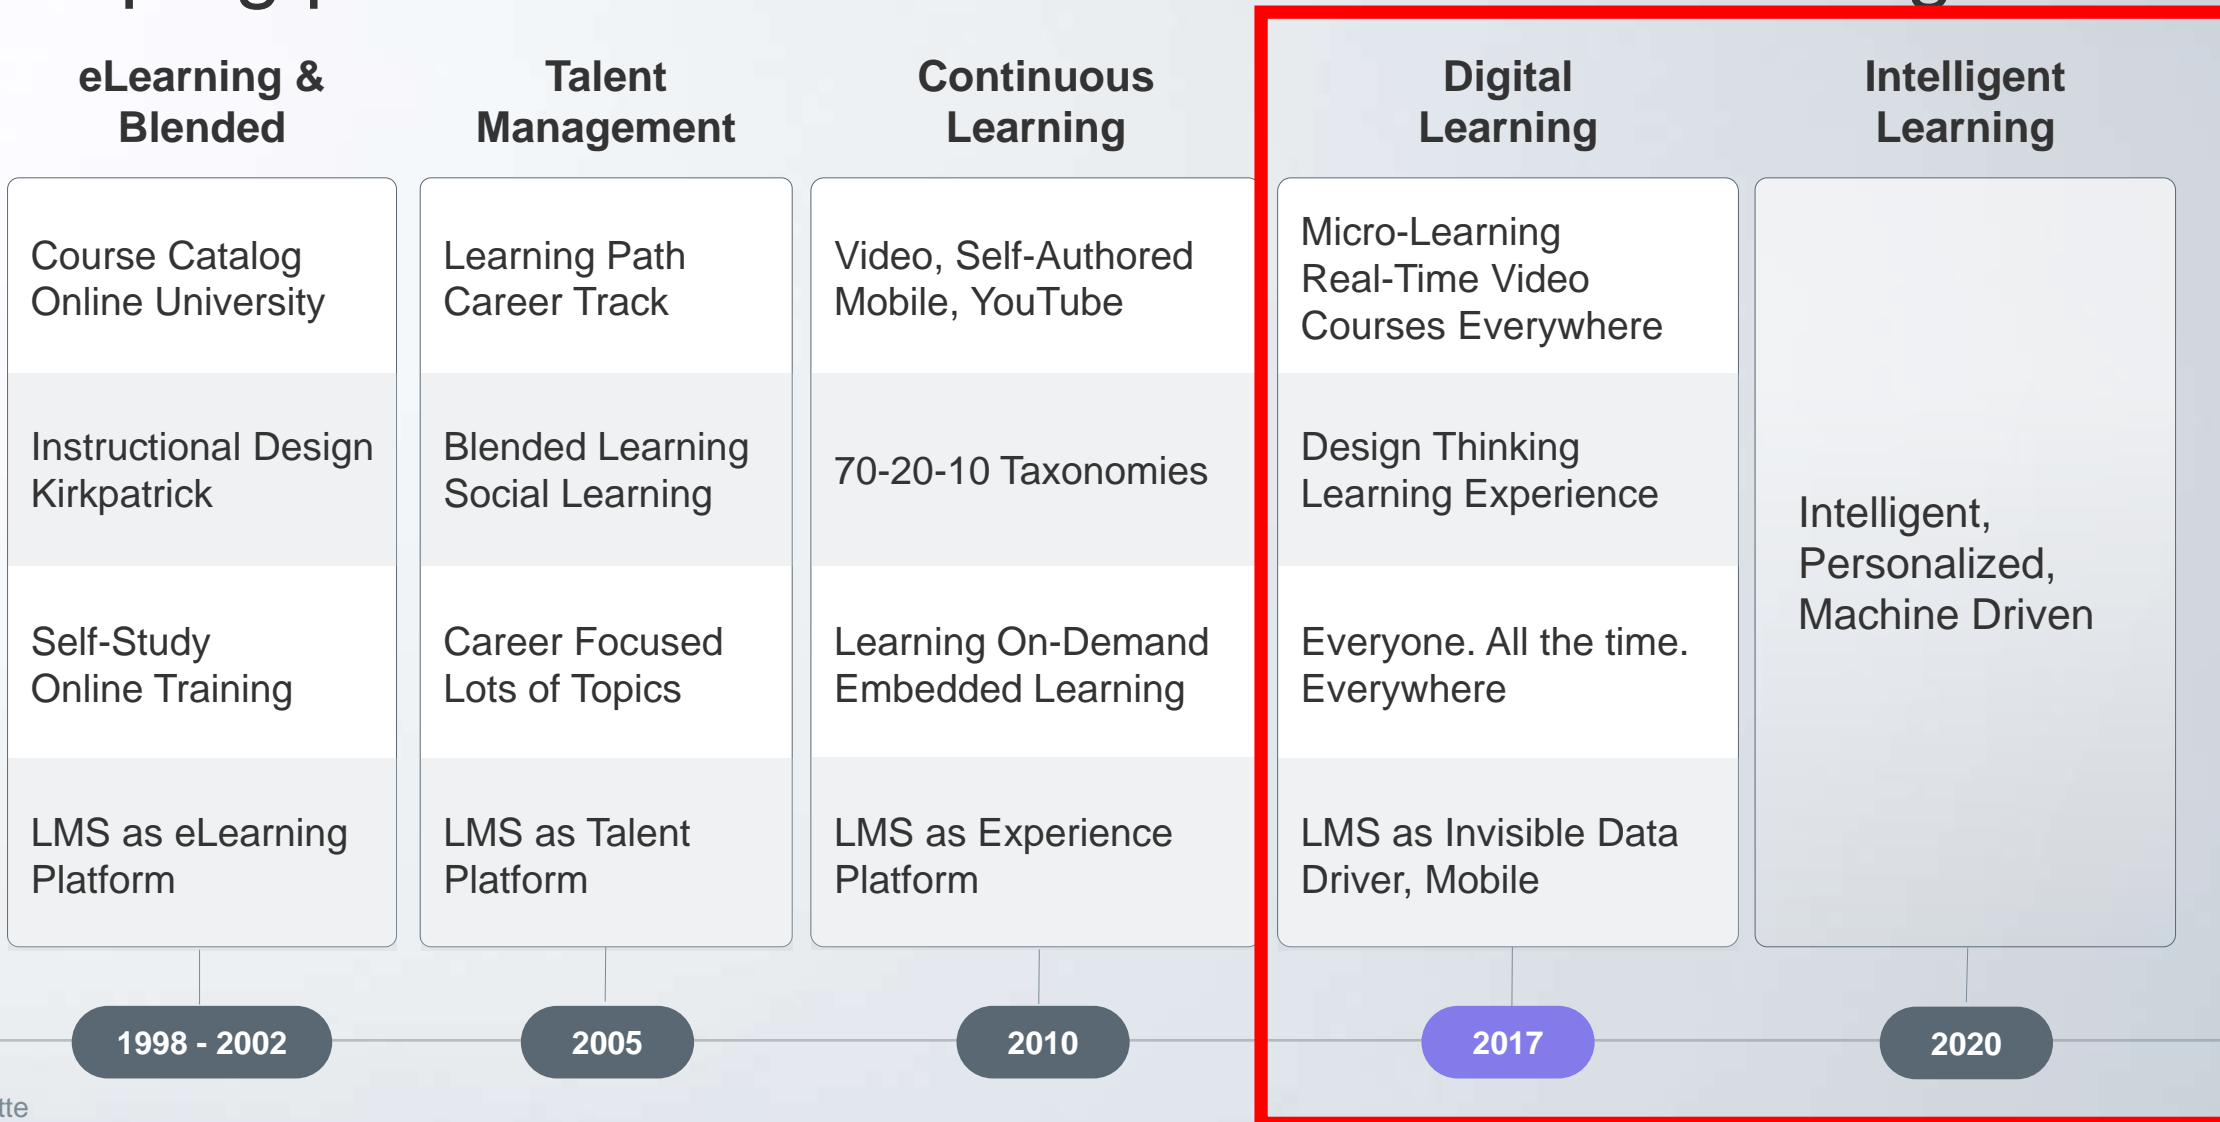 eLearning &
Blended
Course Catalog
Online University
Instructional Design
Kirkpatrick
Self-Study
Online Training
LMS as eLearning
Platform
1998 - 2002
Talent
Management
Learning Path
Career Track
Blended Learning
Social Learning
Career Focused
Lots of Topics
LMS as Talent
Platform
2005
Continuous
Learning
Video, Self-Authored
Mobile, YouTube
70-20-10 Taxonomies
Learning On-Demand
Embedded Learning
LMS as Experience
Platform
2010
Digital
Learning
Micro-Learning
Real-Time Video
Courses Everywhere
Design Thinking
Learning Experience
Everyone. All the time.
Everywhere
LMS as Invisible Data
Driver, Mobile
2017
Intelligent
Learning
Intelligent,
Personalized,
Machine Driven
2020
tte